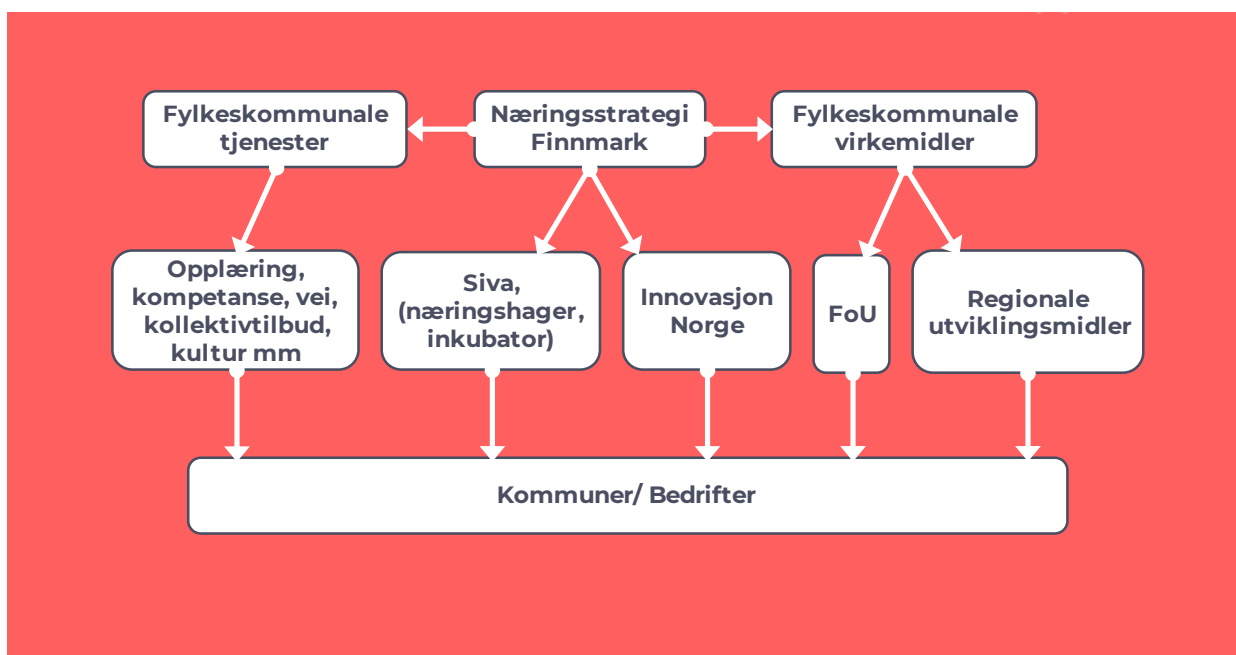 Fylkeskommunale
tjenester
Næringsstrategi
Finnmark
Fylkeskommunale
virkemidler
Opplæring,
kompetanse, vei,
kollektivtilbud,
kultur mm
Siva,
(næringshager,
inkubator)
Innovasjon
Norge
FoU
Regionale
utviklingsmidler
Kommuner/ Bedrifter